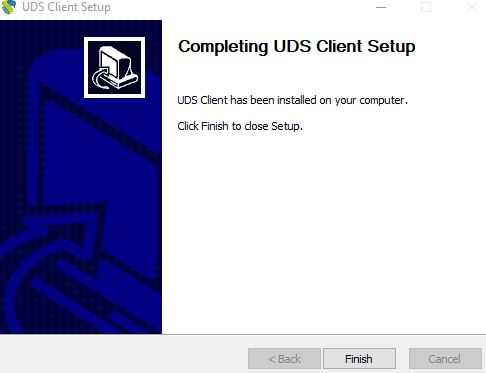 UDS Client Setup
Completing UDS Client Setup
UDS Client has been installed on your computer.
Click Finish to close Setup.
< Back
Finish
Cancel